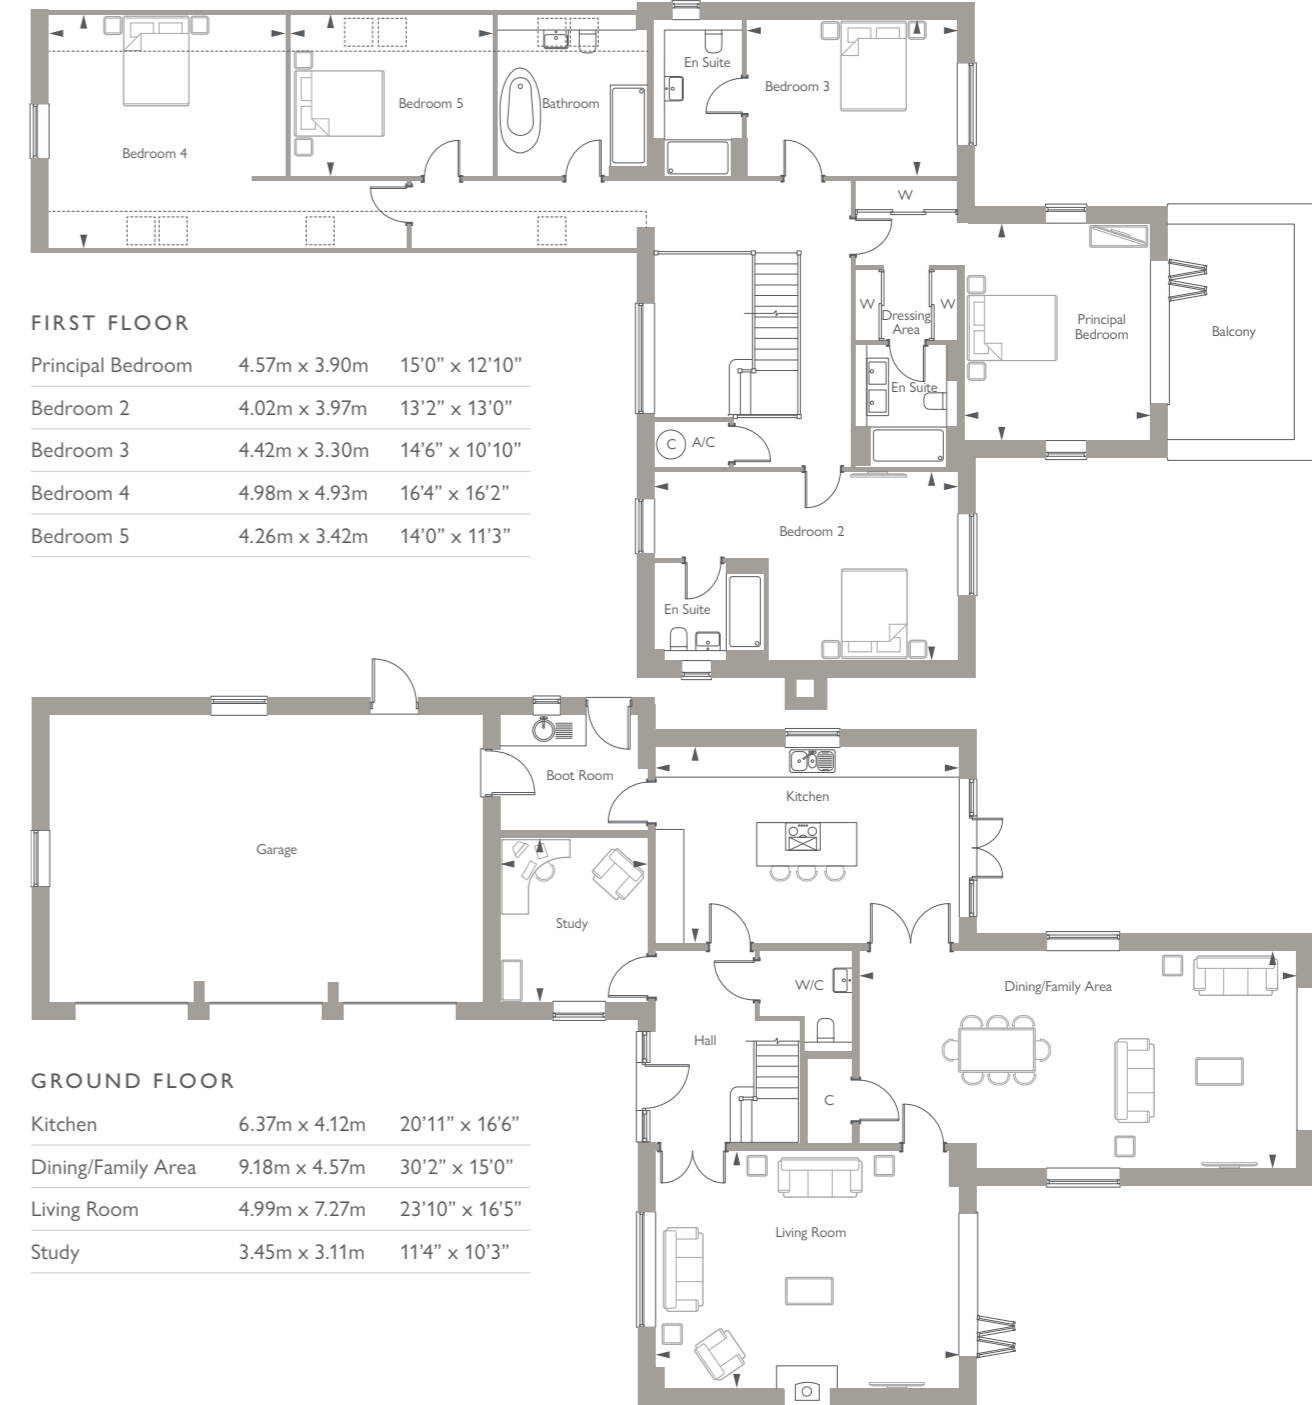 En Suite
Bedroom 3
Bedroom 5
Bathroom
Bedroom 4
W
W
W
Dressing
Area
Principal
Bedroom
Balcony
En Suite
C A/C
Bedroom 2
En Suite
FIRST FLOOR
Principal Bedroom 4.57m x 3.90m 15’0” x 12’10”
Bedroom 2 4.02m x 3.97m 13’2” x 13’0”
Bedroom 3 4.42m x 3.30m 14’6” x 10’10”
Bedroom 4 4.98m x 4.93m 16’4” x 16’2”
Bedroom 5 4.26m x 3.42m 14’0” x 11’3”
Boot Room
Kitchen
Garage
Study
W/C
Dining/Family Area
Hall
C
Living Room
GROUND FLOOR
Kitchen 6.37m x 4.12m 20’11” x 16’6”
Dining/Family Area 9.18m x 4.57m 30’2” x 15’0”
Living Room 4.99m x 7.27m 23’10” x 16’5”
Study 3.45m x 3.11m 11’4” x 10’3”